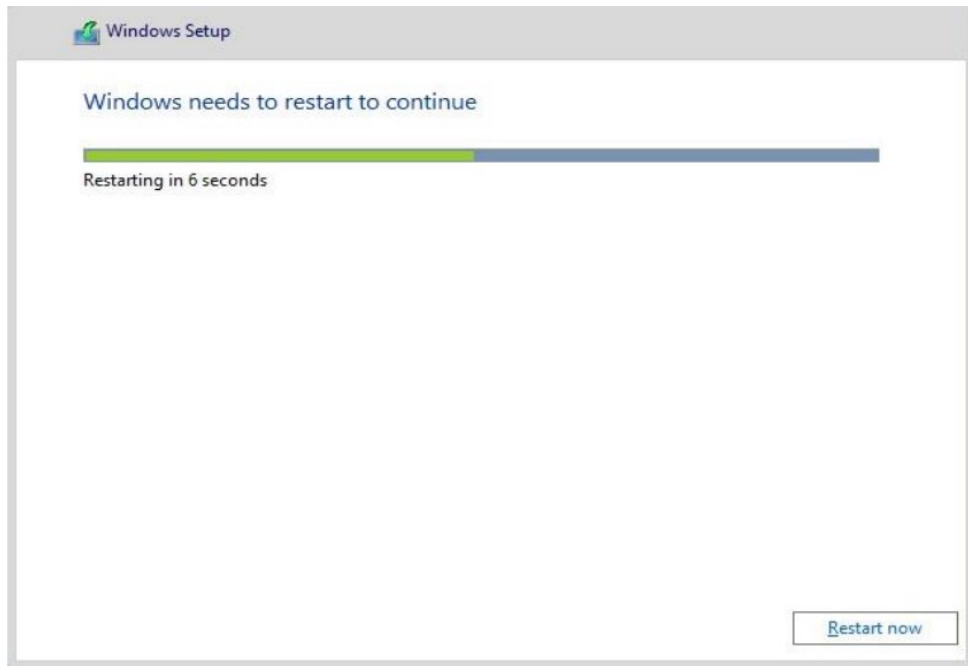 Windows Setup
Windows needs to restart to continue
Restarting in 6 seconds
Restart now